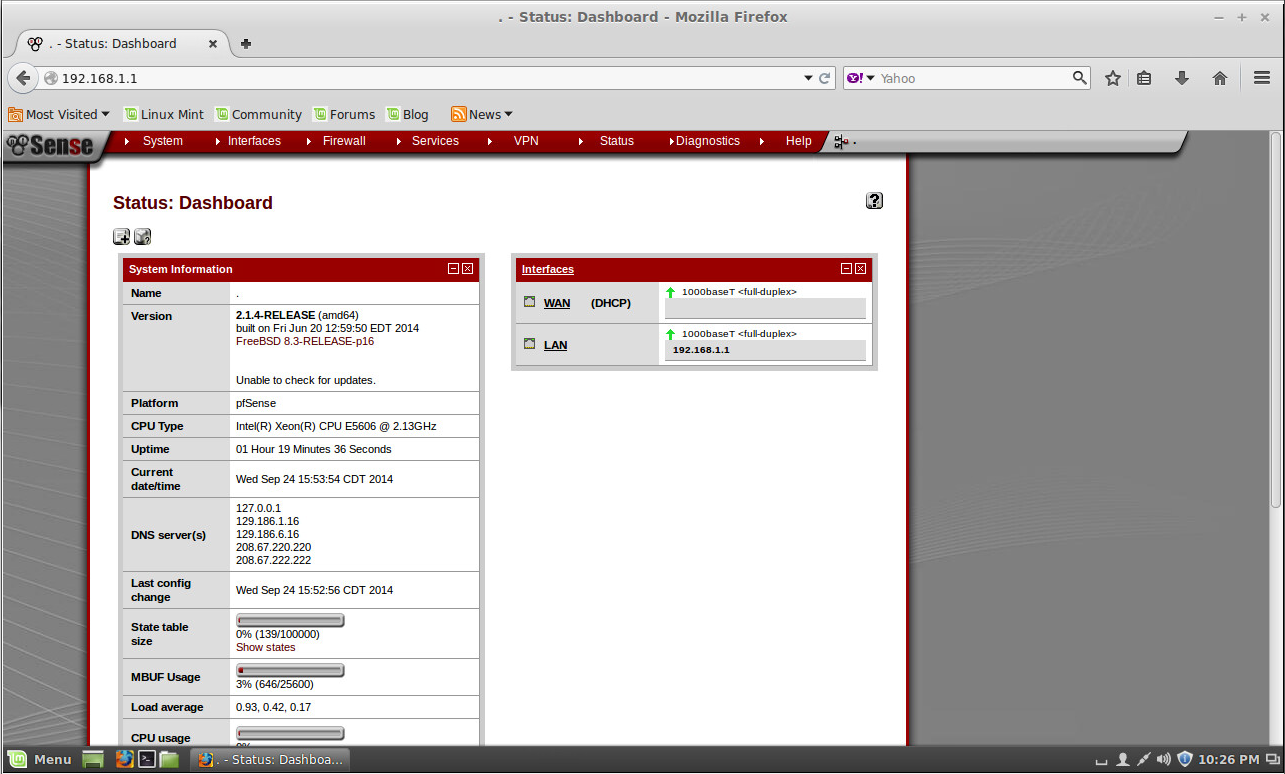 . - Status: Dashboard - Mozilla Firefox
. - Status: Dashboard
192.168.1.1
Y!
Yahoo
Most Visited
Linux Mint
Community
Forums
Blog
News
Sense
System
Interfaces
Firewall
Services
VPN
Status
Diagnostics
Help
.
Status: Dashboard
?
System Information
Name
.
Version
2.1.4-RELEASE (amd64)
built on Fri Jun 20 12:59:50 EDT 2014
FreeBSD 8.3-RELEASE-p16
Unable to check for updates.
Platform
pfSense
CPU Type
Intel(R) Xeon(R) CPU E5606 @ 2.13GHz
Uptime
01 Hour 19 Minutes 36 Seconds
Current
date/time
Wed Sep 24 15:53:54 CDT 2014
DNS server(s)
127.0.0.1
129.186.1.16
129.186.6.16
208.67.220.220
208.67.222.222
Last config
change
Wed Sep 24 15:52:56 CDT 2014
State table
size
0% (139/100000)
Show states
MBUF Usage
3% (646/25600)
Load average
0.93, 0.42, 0.17
CPU usage
Interfaces
WAN (DHCP)
1000baseT <full-duplex>
LAN
1000baseT <full-duplex>
192.168.1.1
Menu
. - Status: Dashboa...
10:26 PM